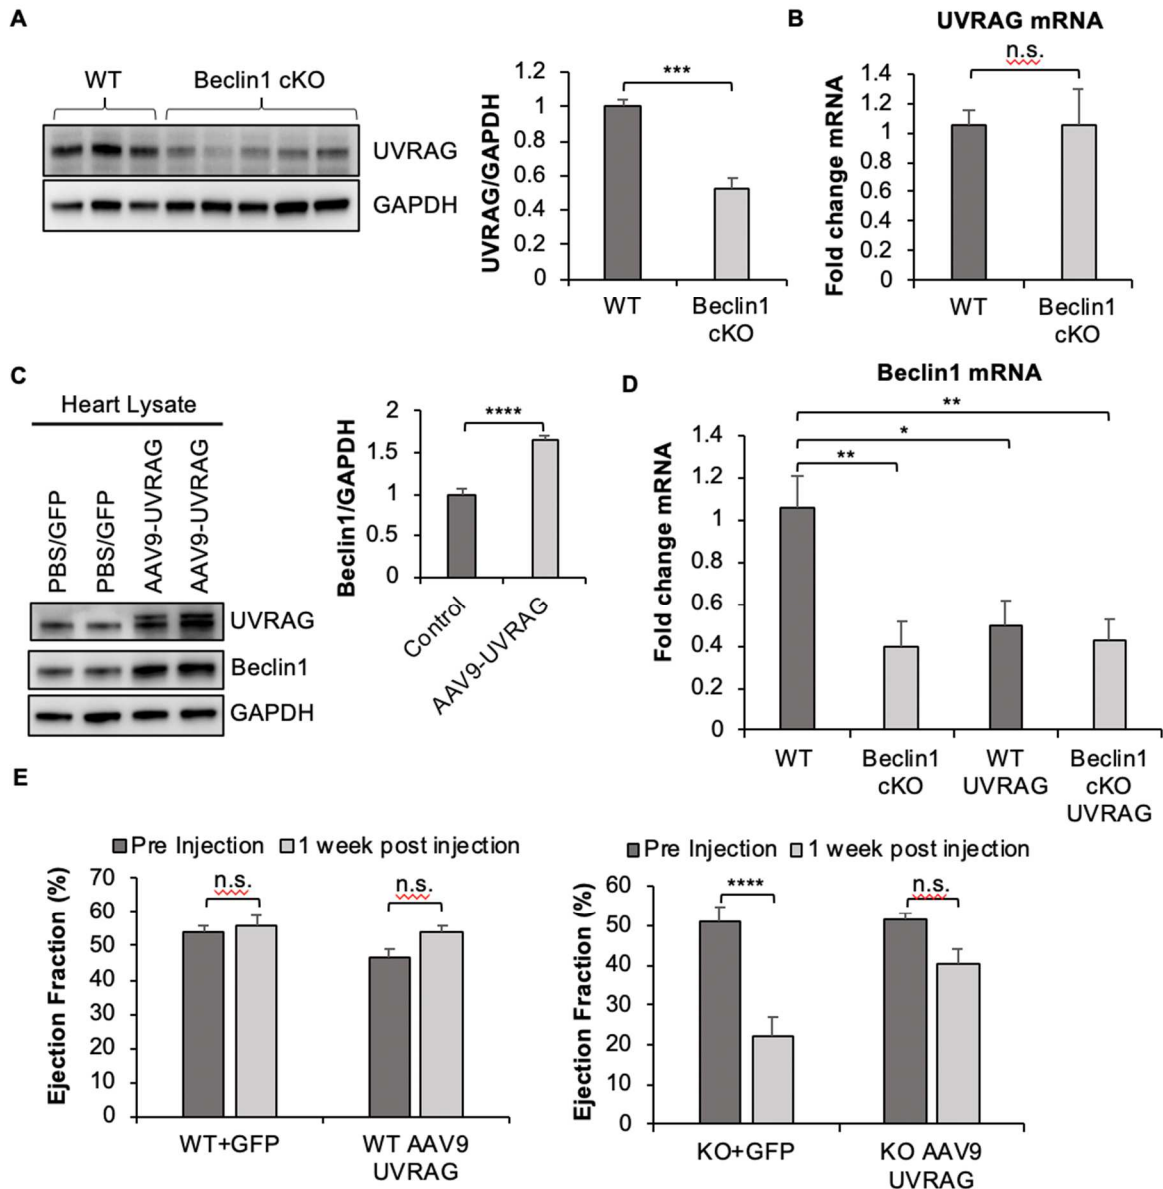 A
WT
Beclin1 cKO
UVRAG
GAPDH
UVRAG/GAPDH
1.2
1
0.8
0.6
0.4
0.2
0
***
WT
Beclin1
cKO
B
UVRAG mRNA
n.s.
Fold change mRNA
1.4
1.2
1
0.8
0.6
0.4
0.2
0
WT
Beclin1
cKO
C
Heart Lysate
PBS/GFP
PBS/GFP
AAV9-UVRAG
AAV9-UVRAG
UVRAG
Beclin1
GAPDH
Beclin1/GAPDH
2
1.5
1
0.5
0
****
Control
AAV9-UVRAG
D
Beclin1 mRNA
**
*
**
Fold change mRNA
1.4
1.2
1
0.8
0.6
0.4
0.2
0
WT
Beclin1
cKO
WT
UVRAG
Beclin1
cKO
UVRAG
E
Pre Injection
1 week post injection
Ejection Fraction (%)
70
60
50
40
30
20
10
0
n.s.
n.s.
WT+GFP
WT AAV9
UVRAG
Pre Injection
1 week post injection
Ejection Fraction (%)
60
50
40
30
20
10
0
****
n.s.
KO+GFP
KO AAV9
UVRAG